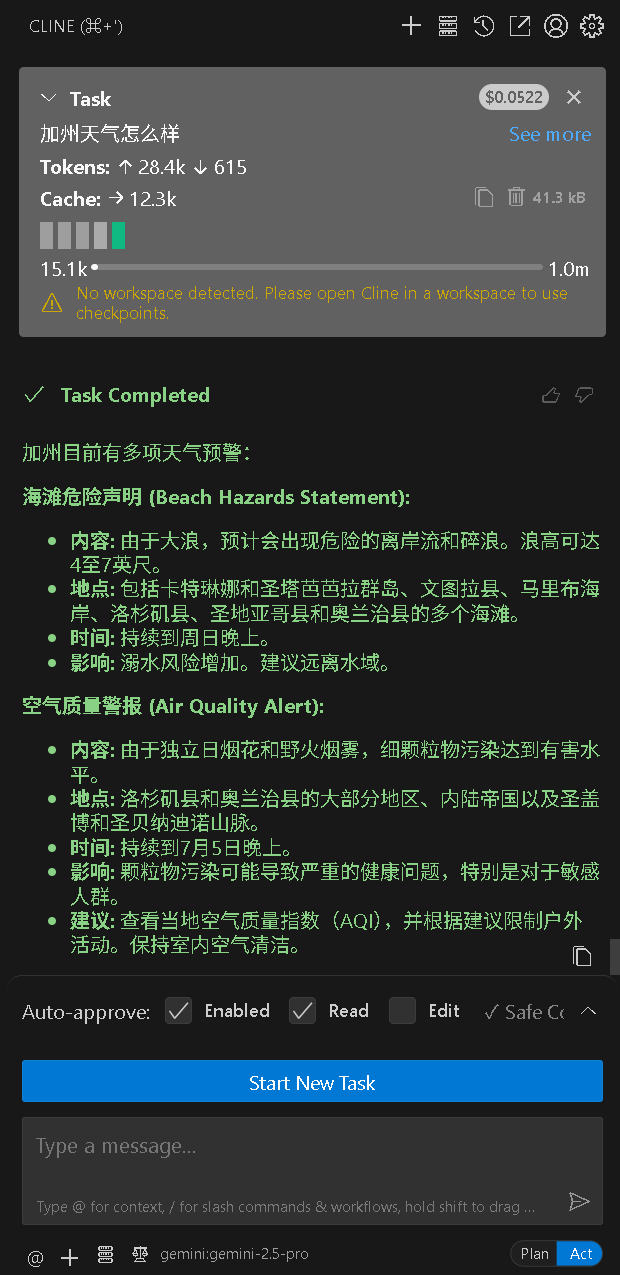 CLINE (⌘+')
Task
$0.0522
加州天气怎么样
See more
Tokens: ↑ 28.4k ↓ 615
Cache: → 12.3k
41.3 kB
15.1k
1.0m
No workspace detected. Please open Cline in a workspace to use
checkpoints.
Task Completed
加州目前有多项天气预警：
海滩危险声明 (Beach Hazards Statement):
• 内容: 由于大浪，预计会出现危险的离岸流和碎浪。浪高可达
4至7英尺。
• 地点: 包括卡特琳娜和圣塔芭芭拉群岛、文图拉县、马里布海
岸、洛杉矶县、圣地亚哥县和奥兰治县的多个海滩。
• 时间: 持续到周日晚上。
• 影响: 溺水风险增加。建议远离水域。
空气质量警报 (Air Quality Alert):
• 内容: 由于独立日烟花和野火烟雾，细颗粒物污染达到有害水
平。
• 地点: 洛杉矶县和奥兰治县的大部分地区、内陆帝国以及圣盖
博和圣贝纳迪诺山脉。
• 时间: 持续到7月5日晚上。
• 影响: 颗粒物污染可能导致严重的健康问题，特别是对于敏感
人群。
• 建议: 查看当地空气质量指数（AQI），并根据建议限制户外
活动。保持室内空气清洁。
Auto-approve: Enabled Read Edit ✓ Safe Co
Start New Task
Type a message...
Type @ for context, / for slash commands & workflows, hold shift to drag ...
@ + gemini:gemini-2.5-pro
Plan Act